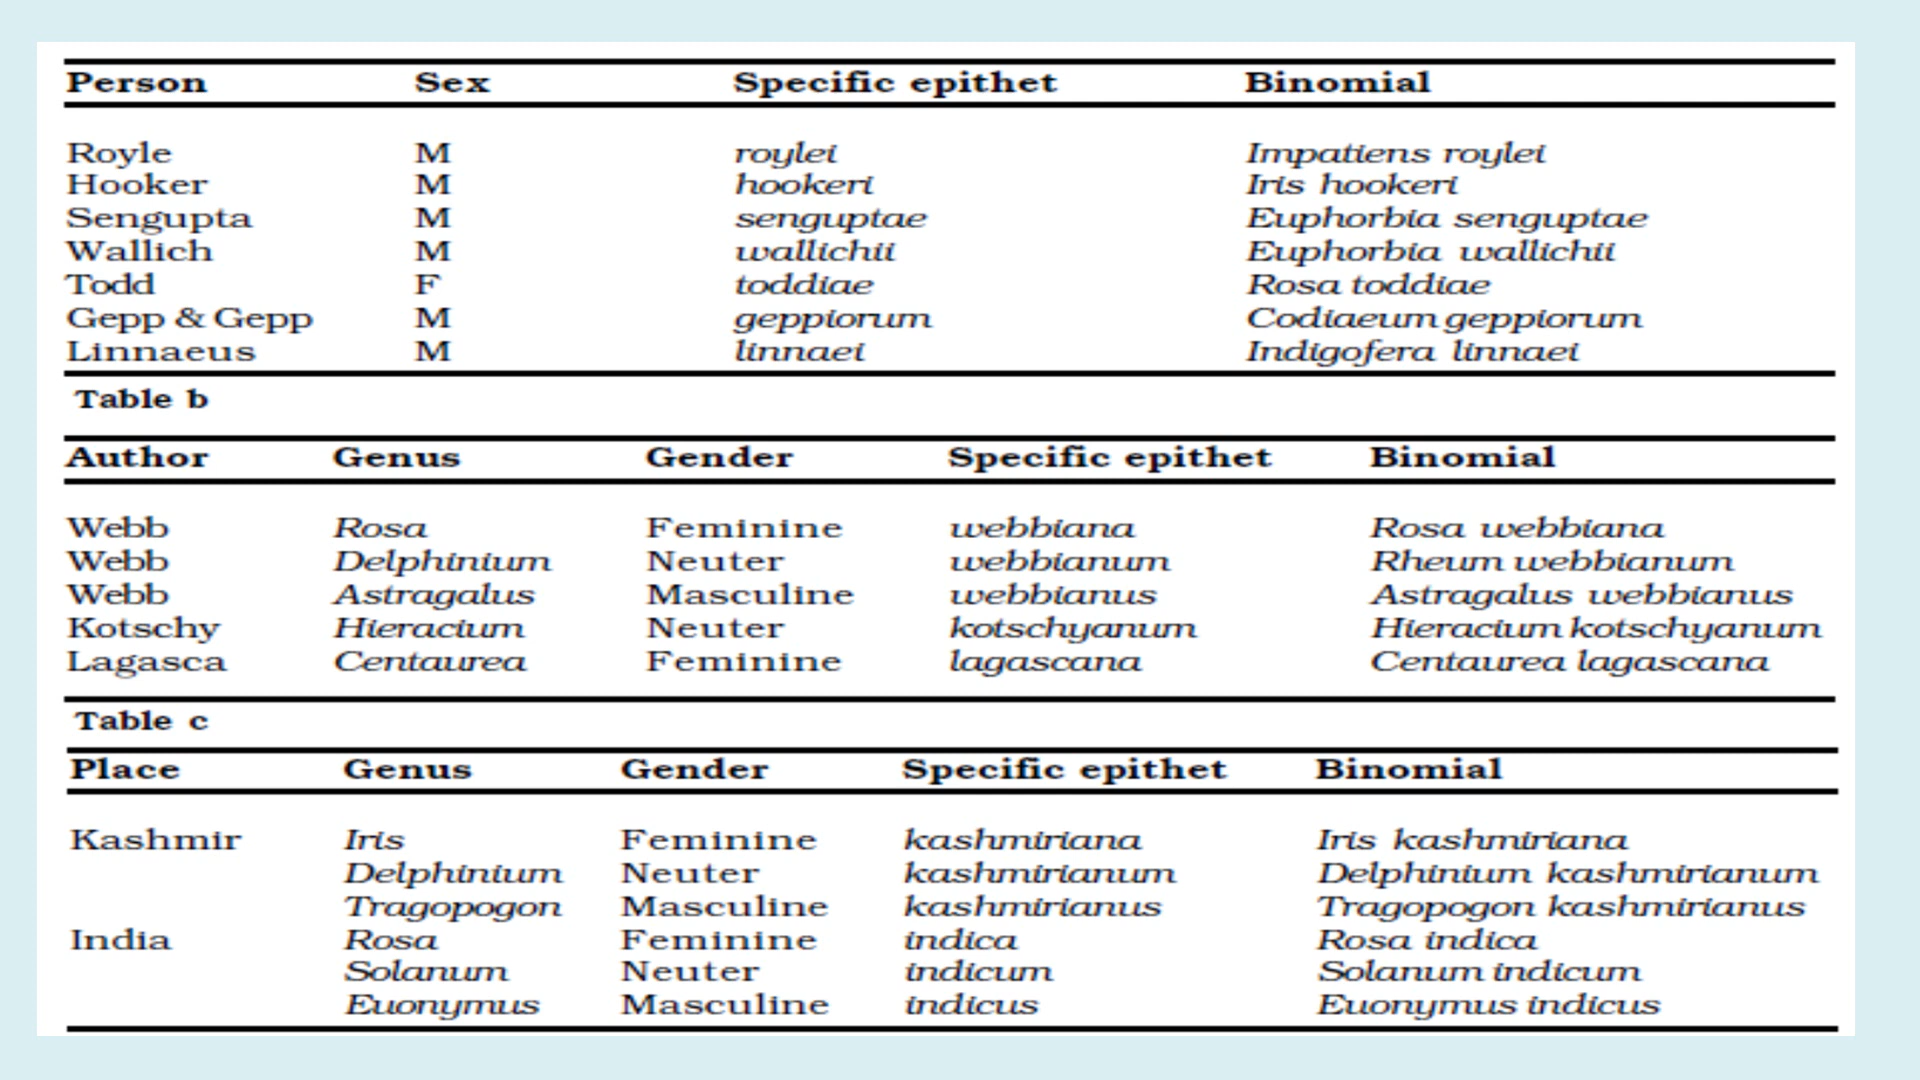 Person Sex Specific epithet Binomial
Royle M roylei Impatiens roylei
Hooker M hookeri Iris hookeri
Sengupta M senguptae Euphorbia senguptae
Wallich M wallichii Euphorbia wallichii
Todd F toddiae Rosa toddiae
Gepp & Gepp M geppiorum Codiaeum geppiorum
Linnaeus M linnaei Indigofera linnaei
Table b
Author Genus Gender Specific epithet Binomial
Webb Rosa Feminine webbiana Rosa webbiana
Webb Delphinium Neuter webbianum Rheum webbianum
Webb Astragalus Masculine webbianus Astragalus webbianus
Kotschy Hieracium Neuter kotschyanum Hieracium kotschyanum
Lagasca Centaurea Feminine lagascana Centaurea lagascana
Table c
Place Genus Gender Specific epithet Binomial
Kashmir Iris Feminine kashmiriana Iris kashmiriana
Delphinium Neuter kashmirianum Delphinium kashmirianum
Tragopogon Masculine kashmirianus Tragopogon kashmirianus
India Rosa Feminine indica Rosa indica
Solanum Neuter indicum Solanum indicum
Euonymus Masculine indicus Euonymus indicus